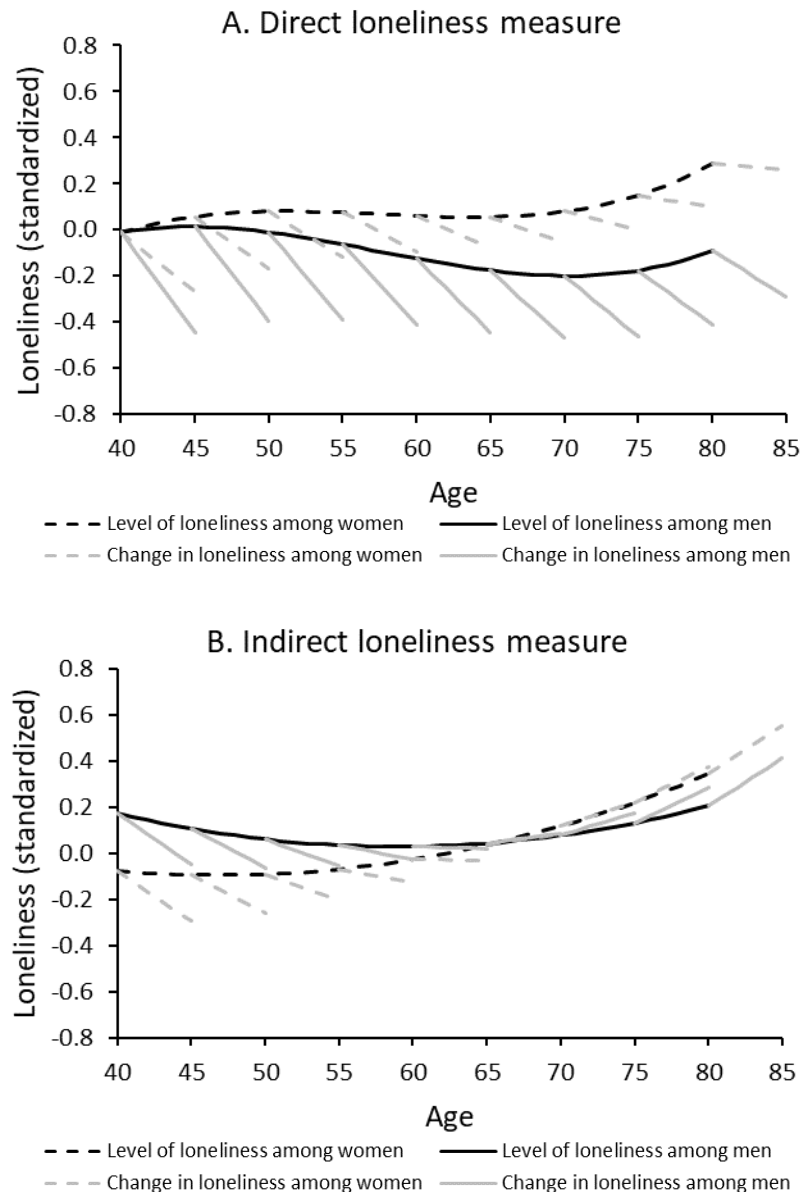 A. Direct loneliness measure
0.8
0.6
0.4
0.2
0.0
-0.2
-0.4
-0.6
-0.8
Loneliness (standardized)
40 45 50 55 60 65 70 75 80 85
Age
Level of loneliness among women Level of loneliness among men
Change in loneliness among women Change in loneliness among men
B. Indirect loneliness measure
0.8
0.6
0.4
0.2
0.0
-0.2
-0.4
-0.6
-0.8
Loneliness (standardized)
40 45 50 55 60 65 70 75 80 85
Age
Level of loneliness among women Level of loneliness among men
Change in loneliness among women Change in loneliness among men